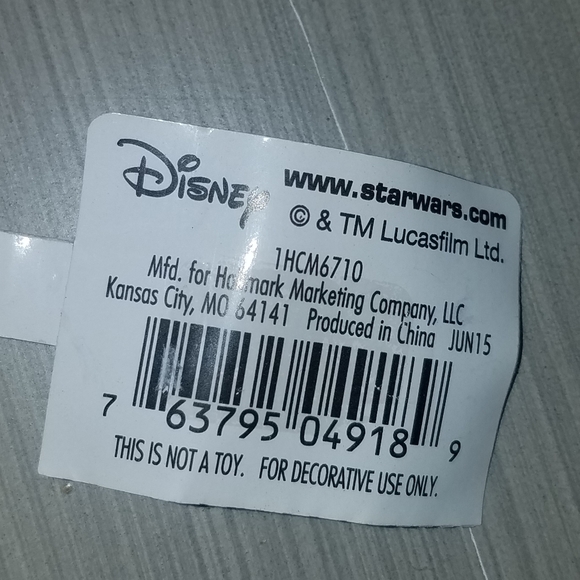 Disney www.starwars.com
© & TM Lucasfilm Ltd.
1HCM6710
Mfd. for Hallmark Marketing Company, LLC
Kansas City, MO 64141 Produced in China JUN15
7 63795 04918 9
THIS IS NOT A TOY. FOR DECORATIVE USE ONLY.